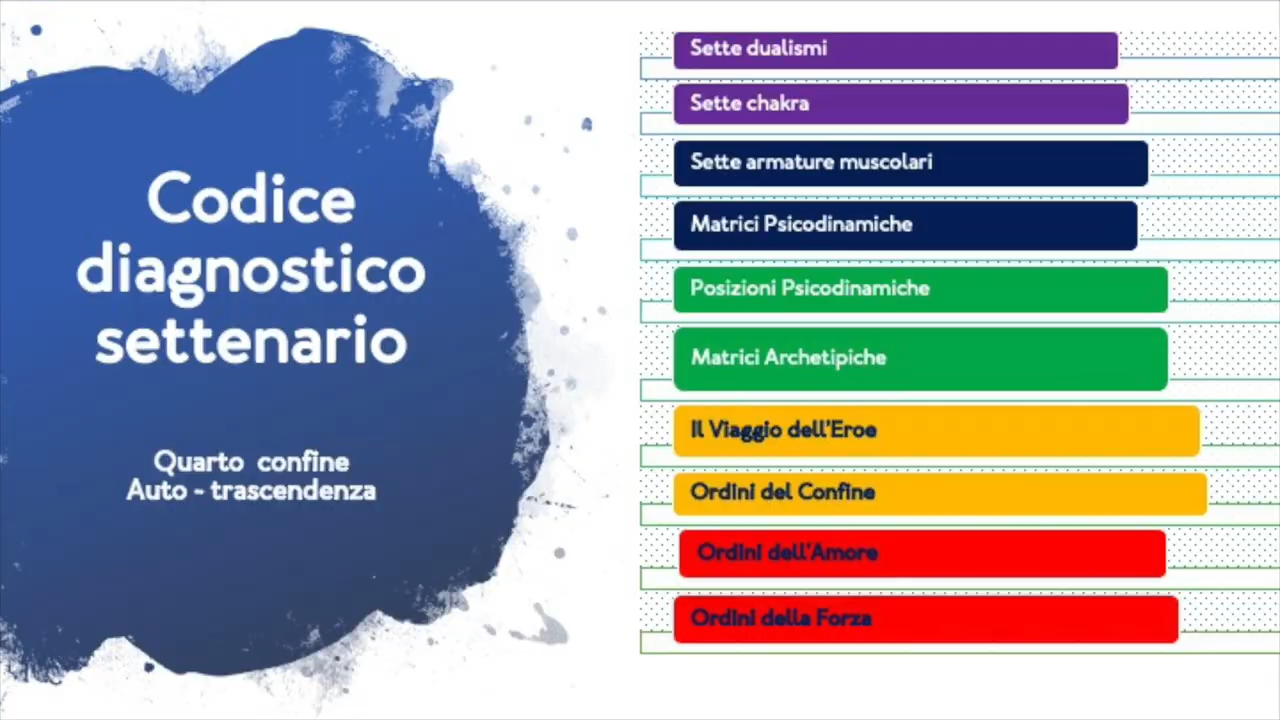 Codice
diagnostico
settenario
Quarto confine
Auto - trascendenza
Sette dualismi
Sette chakra
Sette armature muscolari
Matrici Psicodinamiche
Posizioni Psicodinamiche
Matrici Archetipiche
Il Viaggio dell'Eroe
Ordini del Confine
Ordini dell'Amore
Ordini della Forza